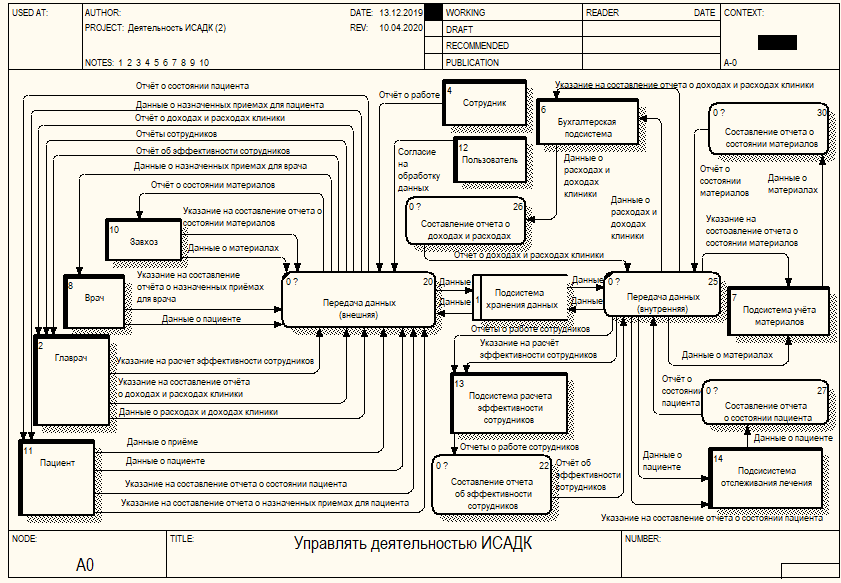 USED AT:
AUTHOR:
DATE: 13.12.2019
PROJECT: Деятельность ИСАДК (2)
REV: 10.04.2020
NOTES: 1 2 3 4 5 6 7 8 9 10
WORKING
DRAFT
RECOMMENDED
PUBLICATION
READER
DATE
CONTEXT:
A-0
Отчёт о состоянии пациента
Данные о назначенных приемах для пациента
Отчёт о доходах и расходах клиники
Отчёты сотрудников
Отчёт об эффективности сотрудников
Данные о назначенных приемах для врача
Отчёт о состоянии материалов
Отчёт о работе
4
Сотрудник
Согласие
на
обработку
данных
12
Пользователь
Указание на составление отчета о доходах и расходах клиники
6
Бухгалтерская
подсистема
Данные о
расходах и
доходах
клиники
Данные о
расходах и
доходах
клиники
0 ?
30
Составление отчета о
состоянии материалов
Отчёт о
состоянии
материалов
Данные о
материалах
Указание на
составление отчета о
состоянии материалов
0 ?
26
Составление отчета о
доходах и расходах
Отчет о доходах и расходах клиники
10
Завхоз
Указание на составление отчета о
состоянии материалов
Данные о материалах
8
Врач
Указание на составление
отчёта о назначенных приёмах
для врача
Данные о пациенте
0 ?
20
Передача данных
(внешняя)
Данные
Данные
1
Подсистема
хранения данных
Данные
Данные
0 ?
25
Передача данных
(внутренняя)
7
Подсистема учёта
материалов
Данные о материалах
2
Главрач
Указание на расчет эффективности сотрудников
Указание на составление отчёта
о доходах и расходах клиники
Данные о расходах и доходах клиники
Отчеты о работе сотрудников
Указание на расчёт
эффективности сотрудников
13
Подсистема расчета
эффективности
сотрудников
Отчеты о работе сотрудников
0 ?
22
Составление отчета
об эффективности
сотрудников
Отчёт об
эффективности
сотрудников
Отчёт о
состоянии
пациента
0 ?
27
Составление отчета
о состоянии пациента
Данные о пациенте
Данные о
пациенте
14
Подсисистема
отслеживания лечения
Указание на составление отчета о состоянии пациента
11
Пациент
Данные о приёме
Данные о пациенте
Указание на составление отчета о состоянии пациента
Указание на составление отчета о назначенных приемах для пациента
NODE:
A0
TITLE:
Управлять деятельностью ИСАДК
NUMBER: